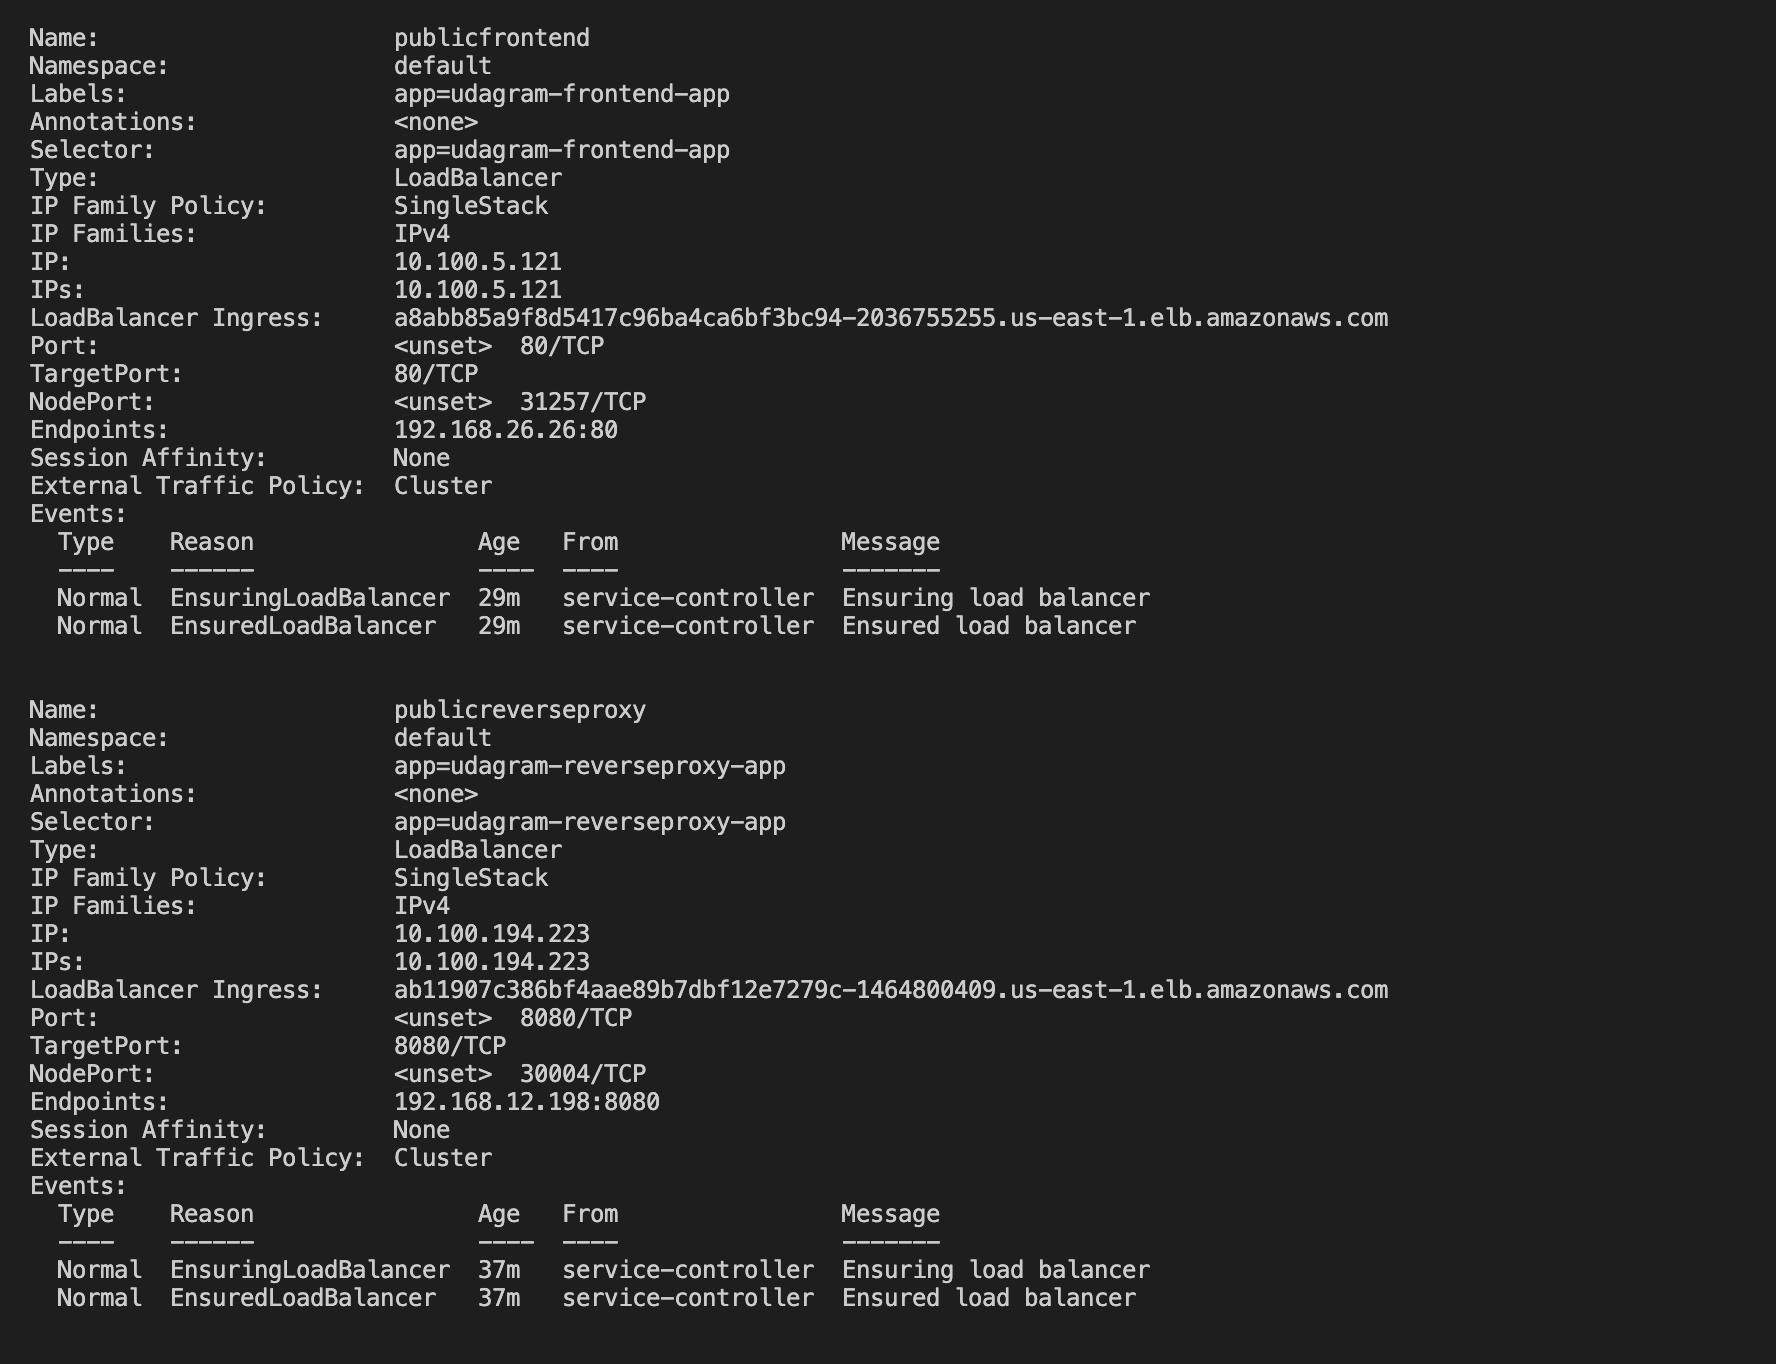 Name:                     publicfrontend
Namespace:                default
Labels:                   app=udagram-frontend-app
Annotations:              <none>
Selector:                 app=udagram-frontend-app
Type:                     LoadBalancer
IP Family Policy:         SingleStack
IP Families:              IPv4
IP:                       10.100.5.121
IPs:                      10.100.5.121
LoadBalancer Ingress:     a8abb85a9f8d5417c96ba4ca6bf3bc94-2036755255.us-east-1.elb.amazonaws.com
Port:                     <unset>  80/TCP
TargetPort:               80/TCP
NodePort:                 <unset>  31257/TCP
Endpoints:                192.168.26.26:80
Session Affinity:         None
External Traffic Policy:  Cluster
Events:
  Type    Reason                Age   From                Message
  ----    ------                ----  ----                -------
  Normal  EnsuringLoadBalancer  29m   service-controller  Ensuring load balancer
  Normal  EnsuredLoadBalancer   29m   service-controller  Ensured load balancer
Name:                     publicreverseproxy
Namespace:                default
Labels:                   app=udagram-reverseproxy-app
Annotations:              <none>
Selector:                 app=udagram-reverseproxy-app
Type:                     LoadBalancer
IP Family Policy:         SingleStack
IP Families:              IPv4
IP:                       10.100.194.223
IPs:                      10.100.194.223
LoadBalancer Ingress:     ab11907c386bf4aae89b7dbf12e7279c-1464800409.us-east-1.elb.amazonaws.com
Port:                     <unset>  8080/TCP
TargetPort:               8080/TCP
NodePort:                 <unset>  30004/TCP
Endpoints:                192.168.12.198:8080
Session Affinity:         None
External Traffic Policy:  Cluster
Events:
  Type    Reason                Age   From                Message
  ----    ------                ----  ----                -------
  Normal  EnsuringLoadBalancer  37m   service-controller  Ensuring load balancer
  Normal  EnsuredLoadBalancer   37m   service-controller  Ensured load balancer